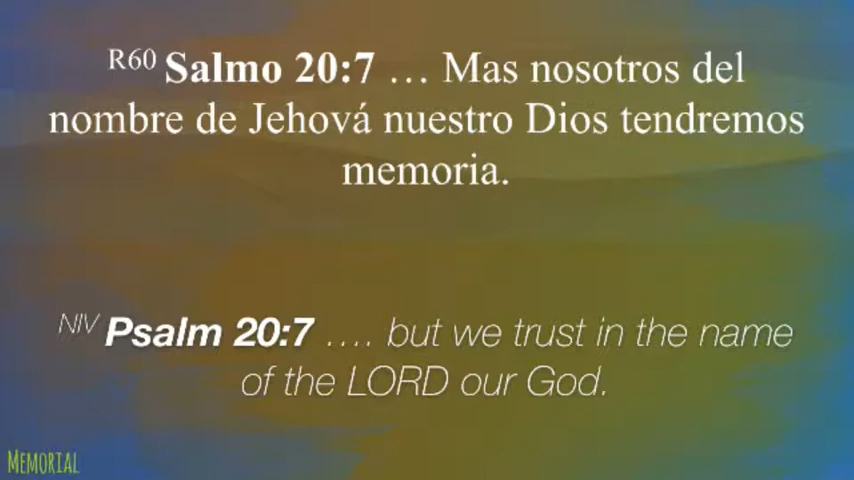 R60 Salmo 20:7 … Mas nosotros del
nombre de Jehová nuestro Dios tendremos
memoria.
NIV Psalm 20:7 …. but we trust in the name
of the LORD our God.
MEMORIAL